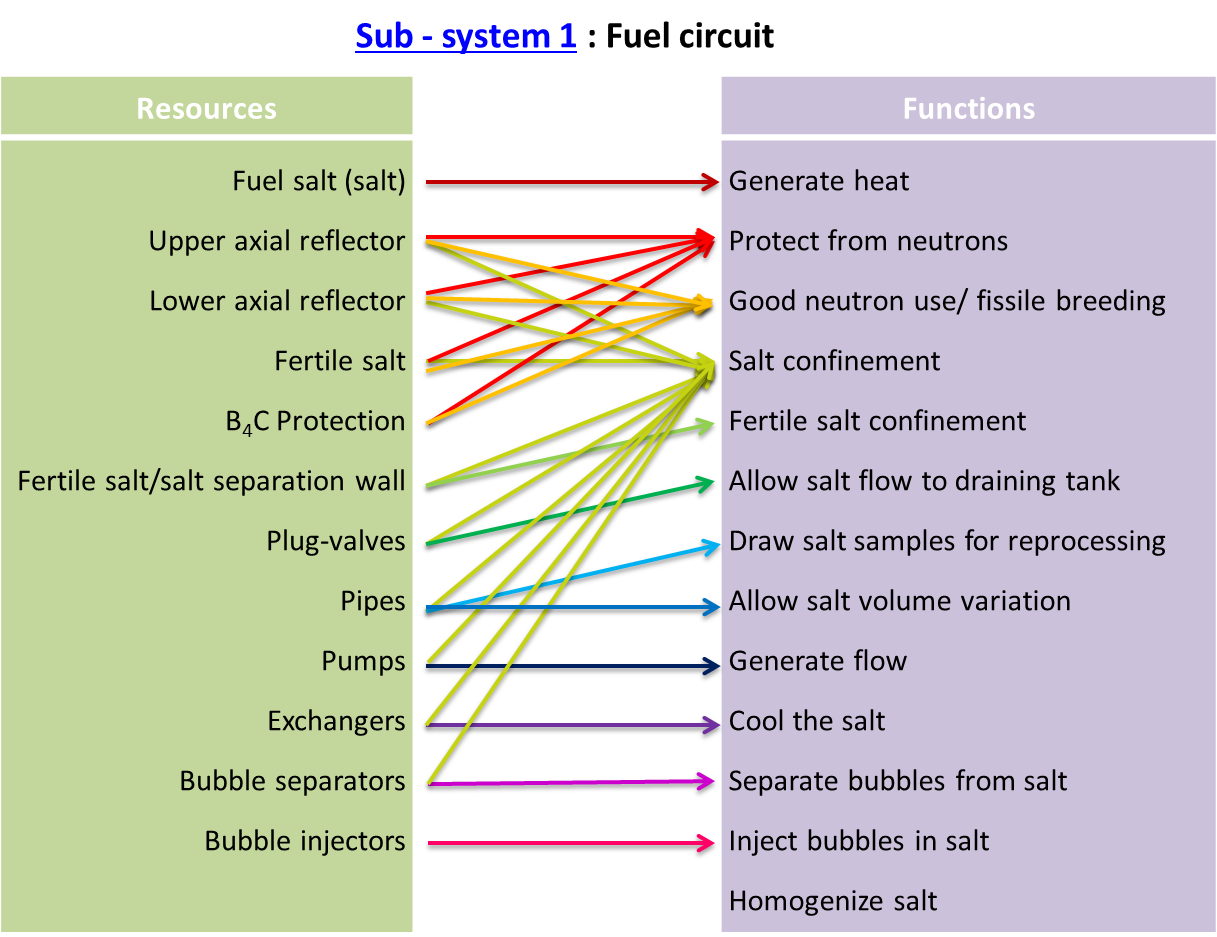 Sub - system 1 : Fuel circuit
Resources
Functions
Fuel salt (salt)
Generate heat
Upper axial reflector
Protect from neutrons
Lower axial reflector
Good neutron use/ fissile breeding
Fertile salt
Salt confinement
B₄C Protection
Fertile salt confinement
Fertile salt/salt separation wall
Allow salt flow to draining tank
Plug-valves
Draw salt samples for reprocessing
Pipes
Allow salt volume variation
Pumps
Generate flow
Exchangers
Cool the salt
Bubble separators
Separate bubbles from salt
Bubble injectors
Inject bubbles in salt
Homogenize salt